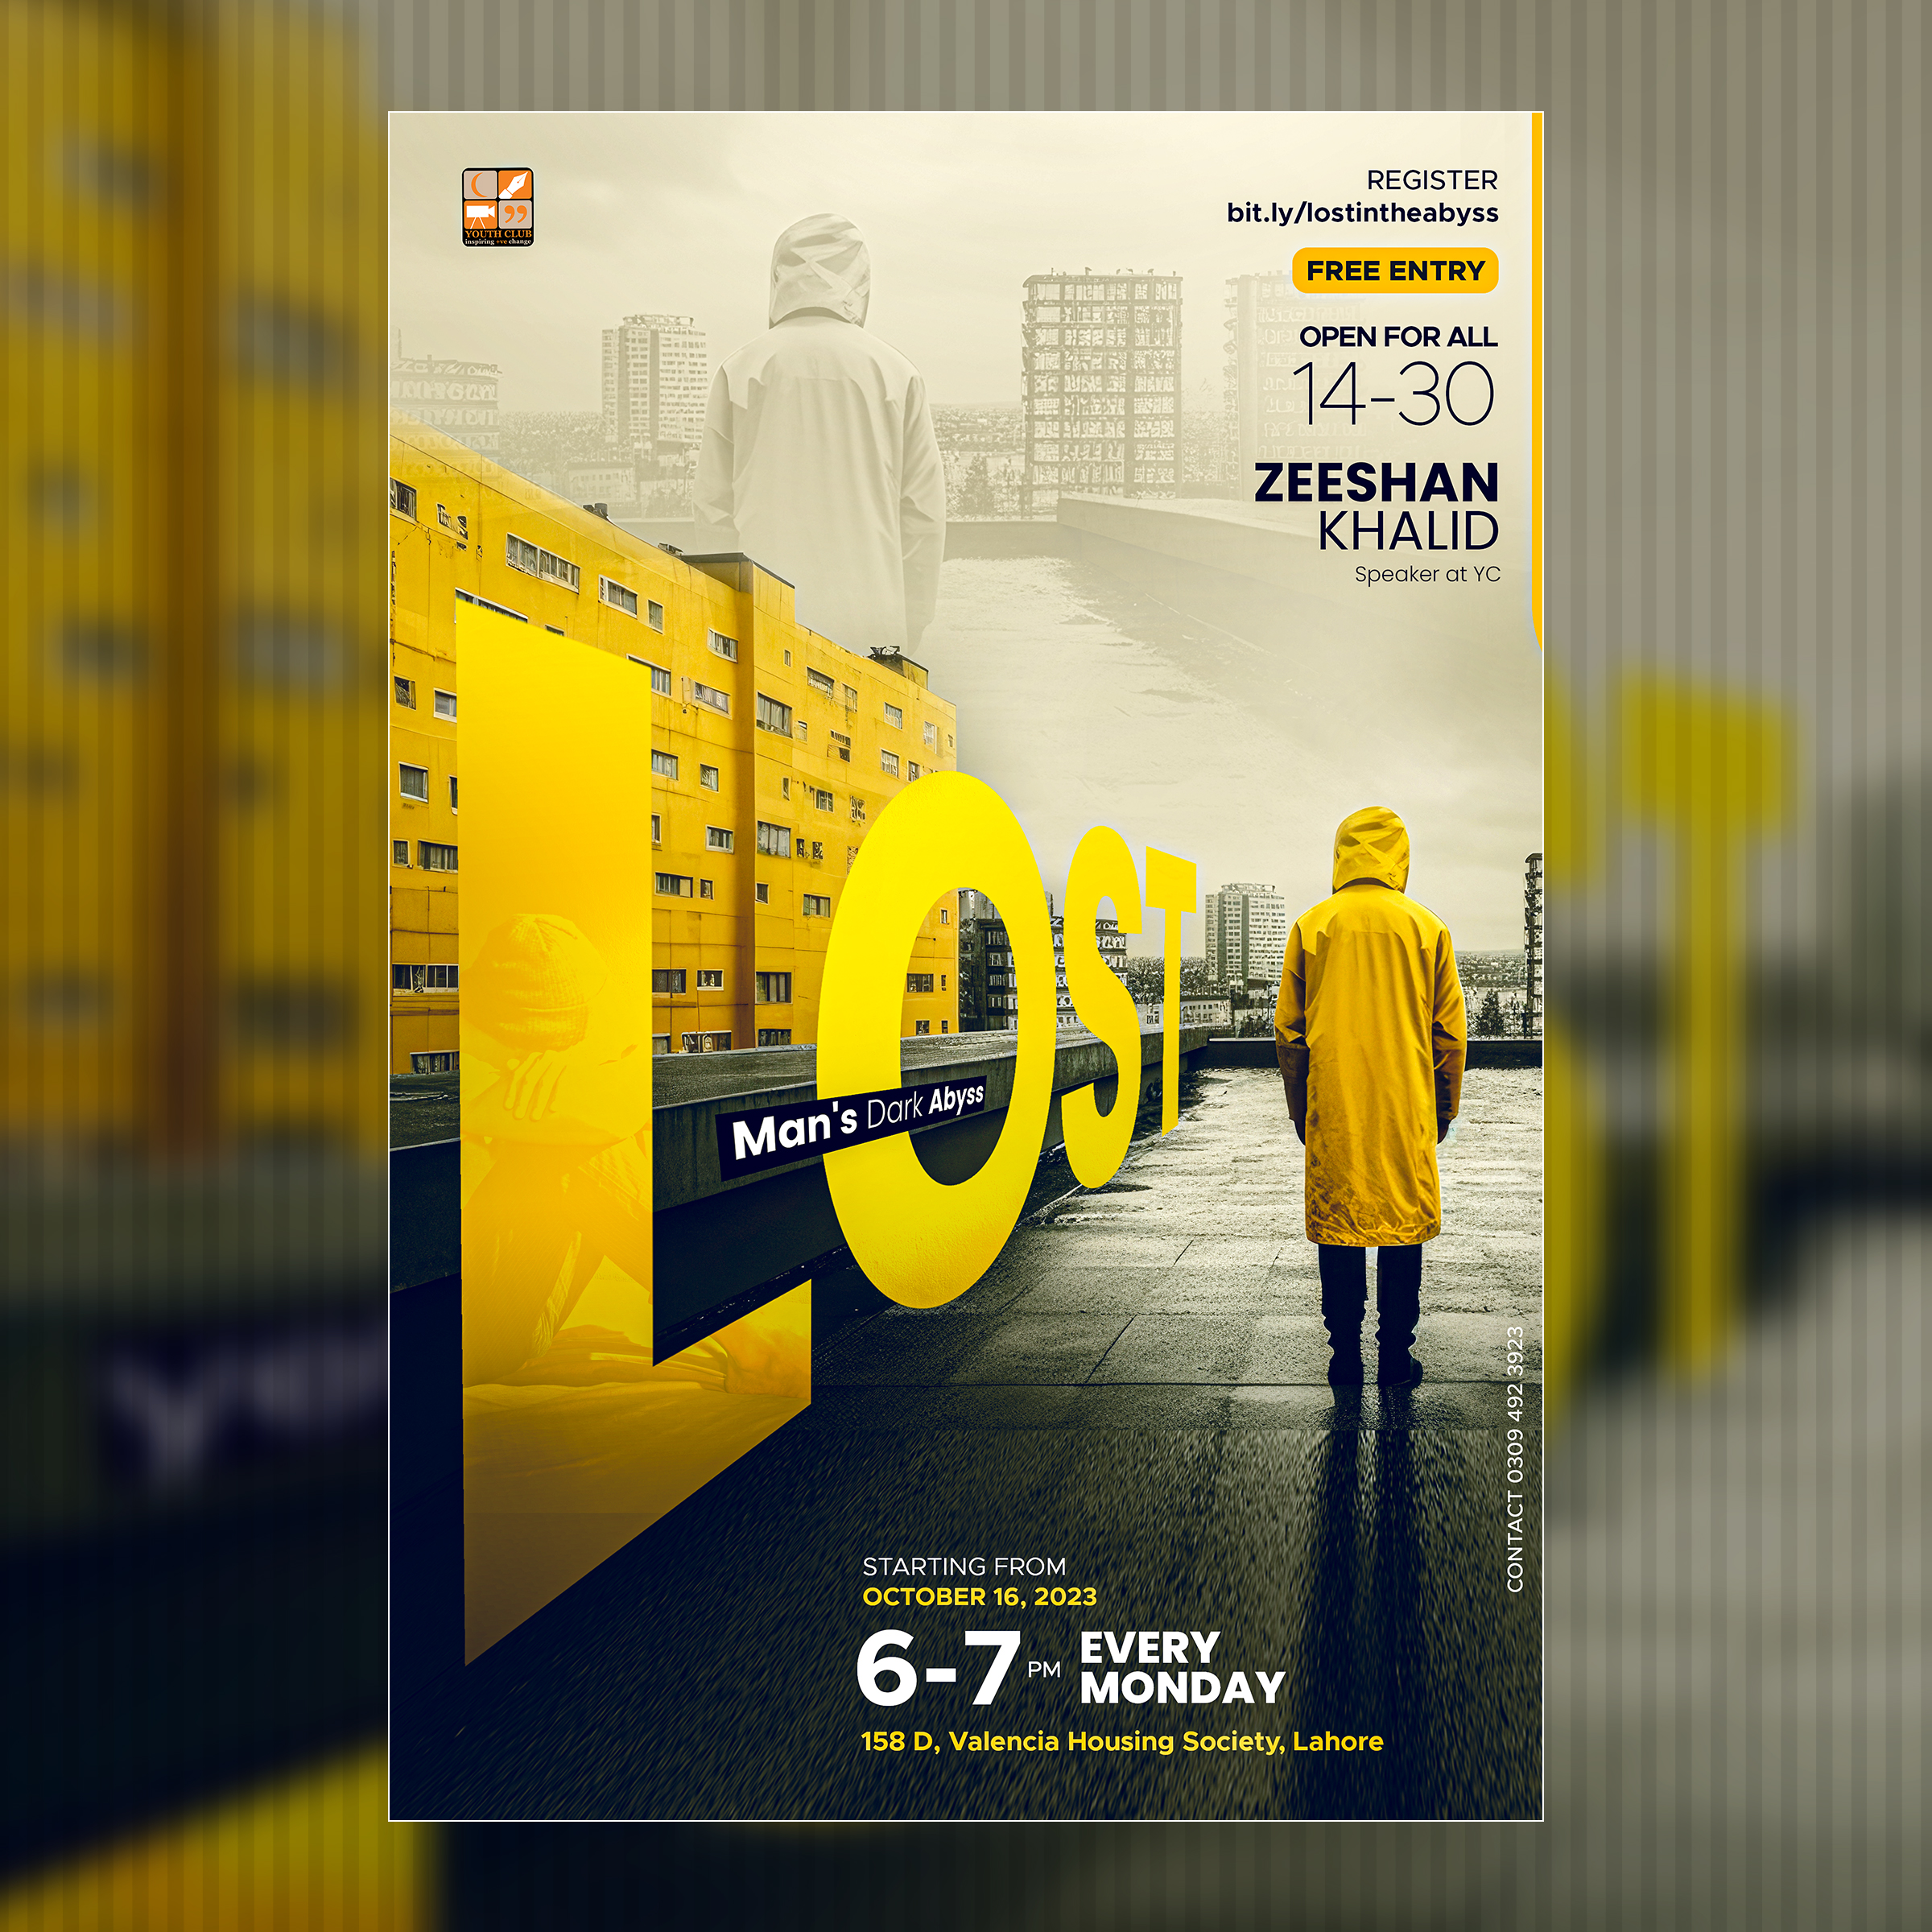 YOUTH CLUB
inspiring +ve change
REGISTER
bit.ly/lostintheabyss
FREE ENTRY
OPEN FOR ALL
14-30
ZEESHAN
KHALID
Speaker at YC
LOST
Man's Dark Abyss
CONTACT 0309 492 3923
STARTING FROM
OCTOBER 16, 2023
6-7 PM EVERY
MONDAY
158 D, Valencia Housing Society, Lahore